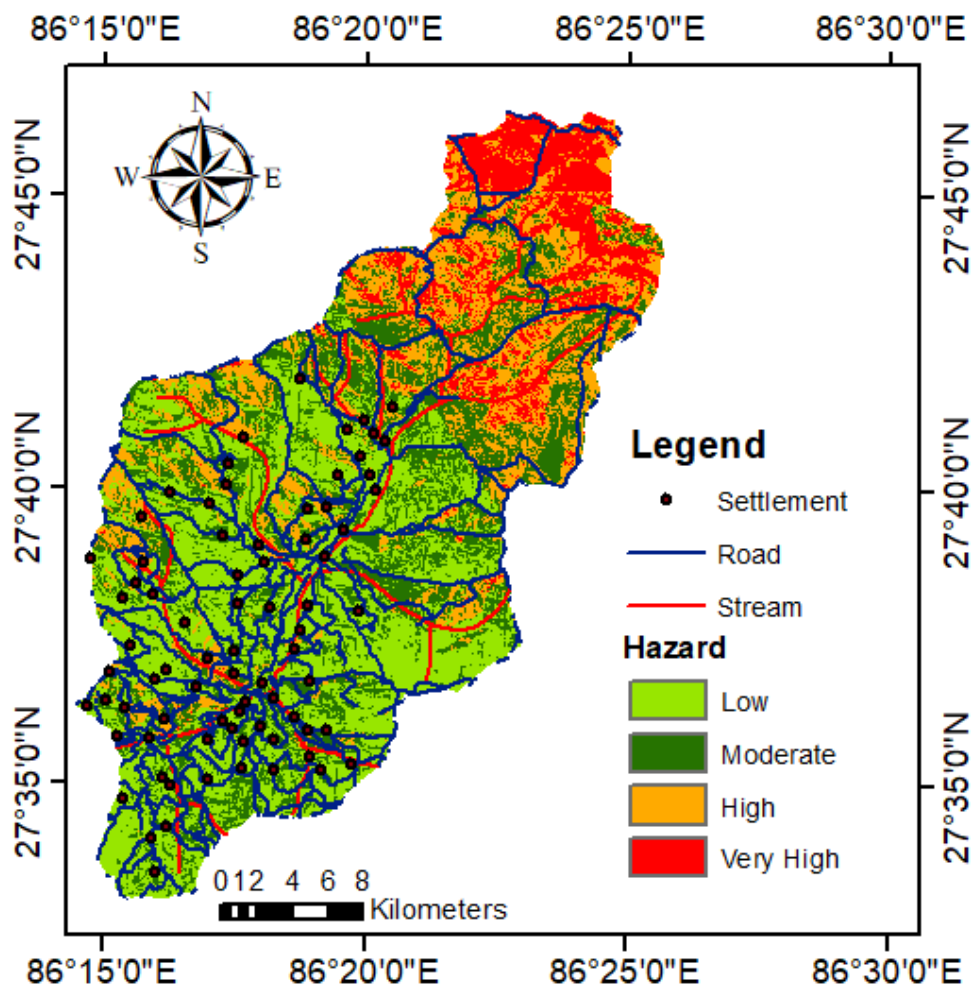 86°15'0"E 86°20'0"E 86°25'0"E 86°30'0"E
N
W E
S
27°45'0"N
27°45'0"N
27°40'0"N
27°40'0"N
27°35'0"N
27°35'0"N
Legend
Settlement
Road
Stream
Hazard
Low
Moderate
High
Very High
0 1 2 4 6 8
Kilometers
86°15'0"E 86°20'0"E 86°25'0"E 86°30'0"E